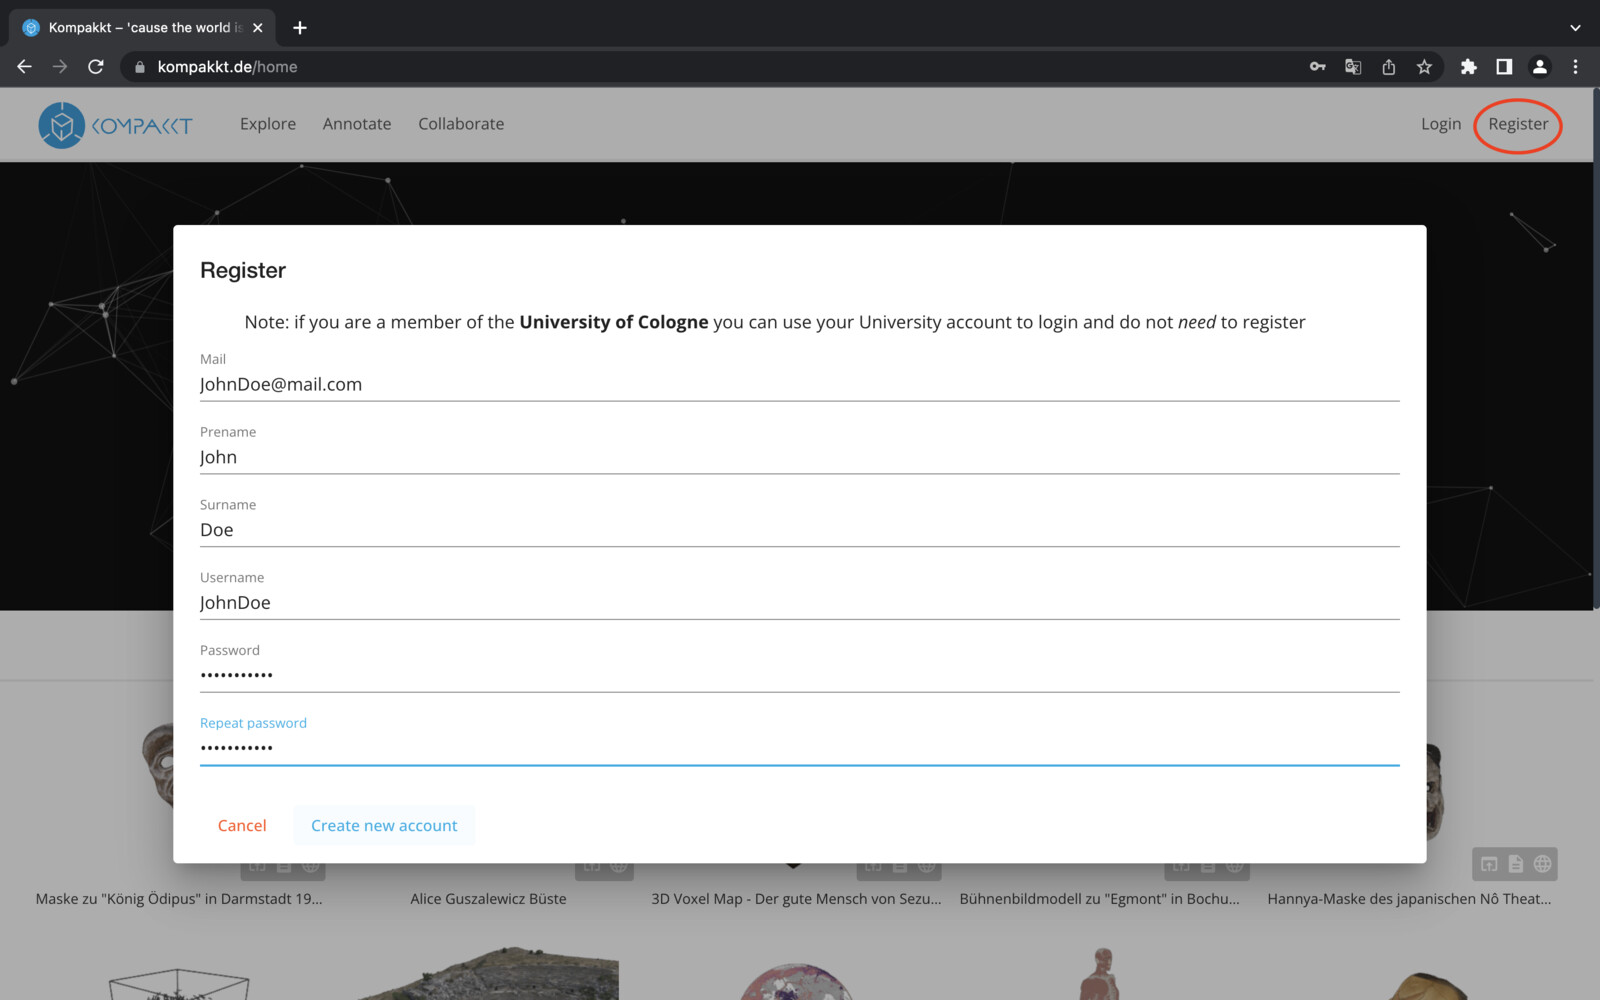 Kompakkt – 'cause the world is
kompakkt.de/home
KOMPAKKT
Explore Annotate Collaborate
Login Register
Register
Note: if you are a member of the University of Cologne you can use your University account to login and do not need to register
Mail
JohnDoe@mail.com
Prename
John
Surname
Doe
Username
JohnDoe
Password
•••••••••••
Repeat password
•••••••••••
Cancel Create new account
Maske zu "König Ödipus" in Darmstadt 19... Alice Guszalewicz Büste 3D Voxel Map - Der gute Mensch von Sezu... Bühnenbildmodell zu "Egmont" in Bochu... Hannya-Maske des japanischen Nô Theat...